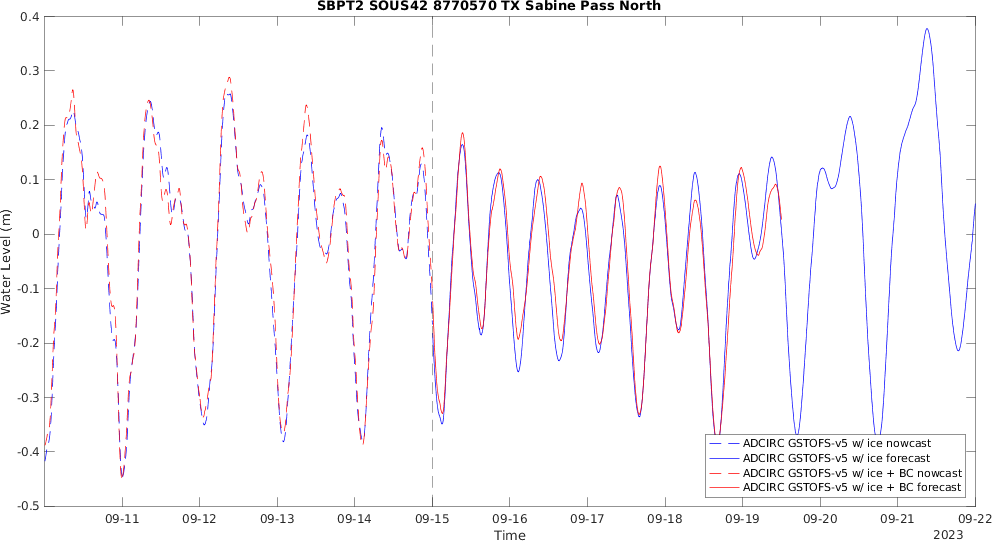 SBPT2 SOUS42 8770570 TX Sabine Pass North
0.4
0.3
0.2
0.1
0
-0.1
-0.2
-0.3
-0.4
-0.5
Water Level (m)
ADCIRC GSTOFS-v5 w/ ice nowcast
ADCIRC GSTOFS-v5 w/ ice forecast
ADCIRC GSTOFS-v5 w/ ice + BC nowcast
ADCIRC GSTOFS-v5 w/ ice + BC forecast
09-11 09-12 09-13 09-14 09-15 09-16 09-17 09-18 09-19 09-20 09-21 09-22
Time
2023